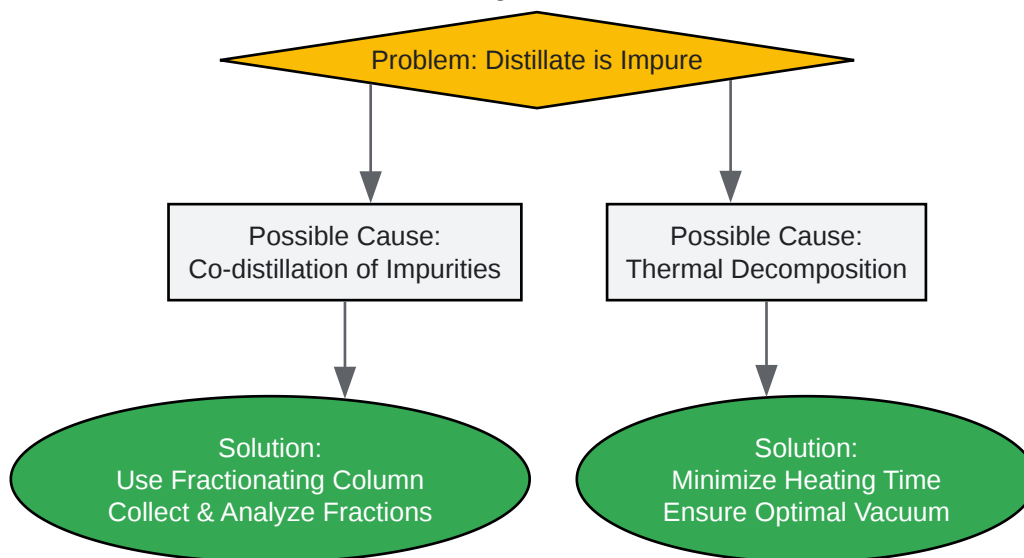 Problem: Distillate is Impure
Possible Cause:
Co-distillation of Impurities
Possible Cause:
Thermal Decomposition
Solution:
Use Fractionating Column
Collect & Analyze Fractions
Solution:
Minimize Heating Time
Ensure Optimal Vacuum